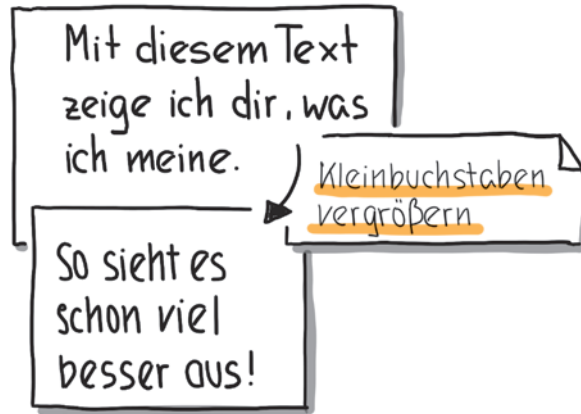 Mit diesem Text
zeige ich dir, was
ich meine.
Kleinbuchstaben
vergrößern
So sieht es
schon viel
besser aus!